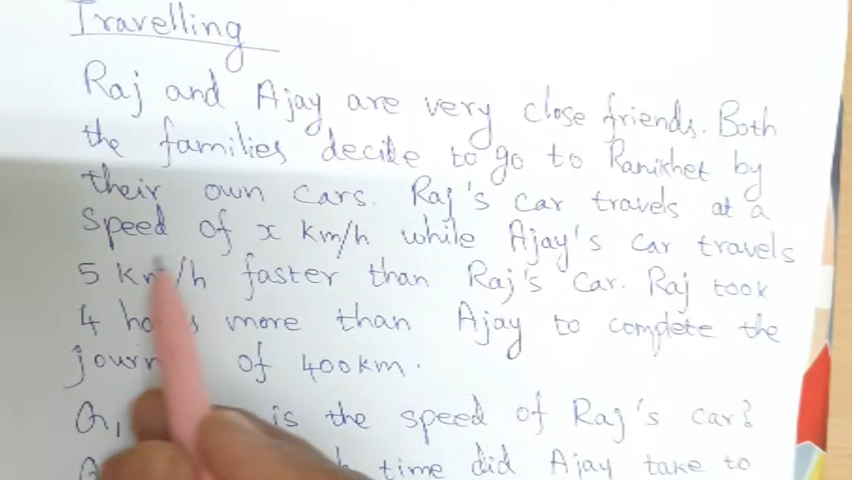 Travelling
Raj and Ajay are very close friends. Both
the families decide to go to Ranikhet by
their own cars. Raj's car travels at a
speed of x km/h while Ajay's car travels
5 km/h faster than Raj's car. Raj took
4 more than Ajay to complete the
of 400km.
is the speed of Raj's car?
time did Ajay take to